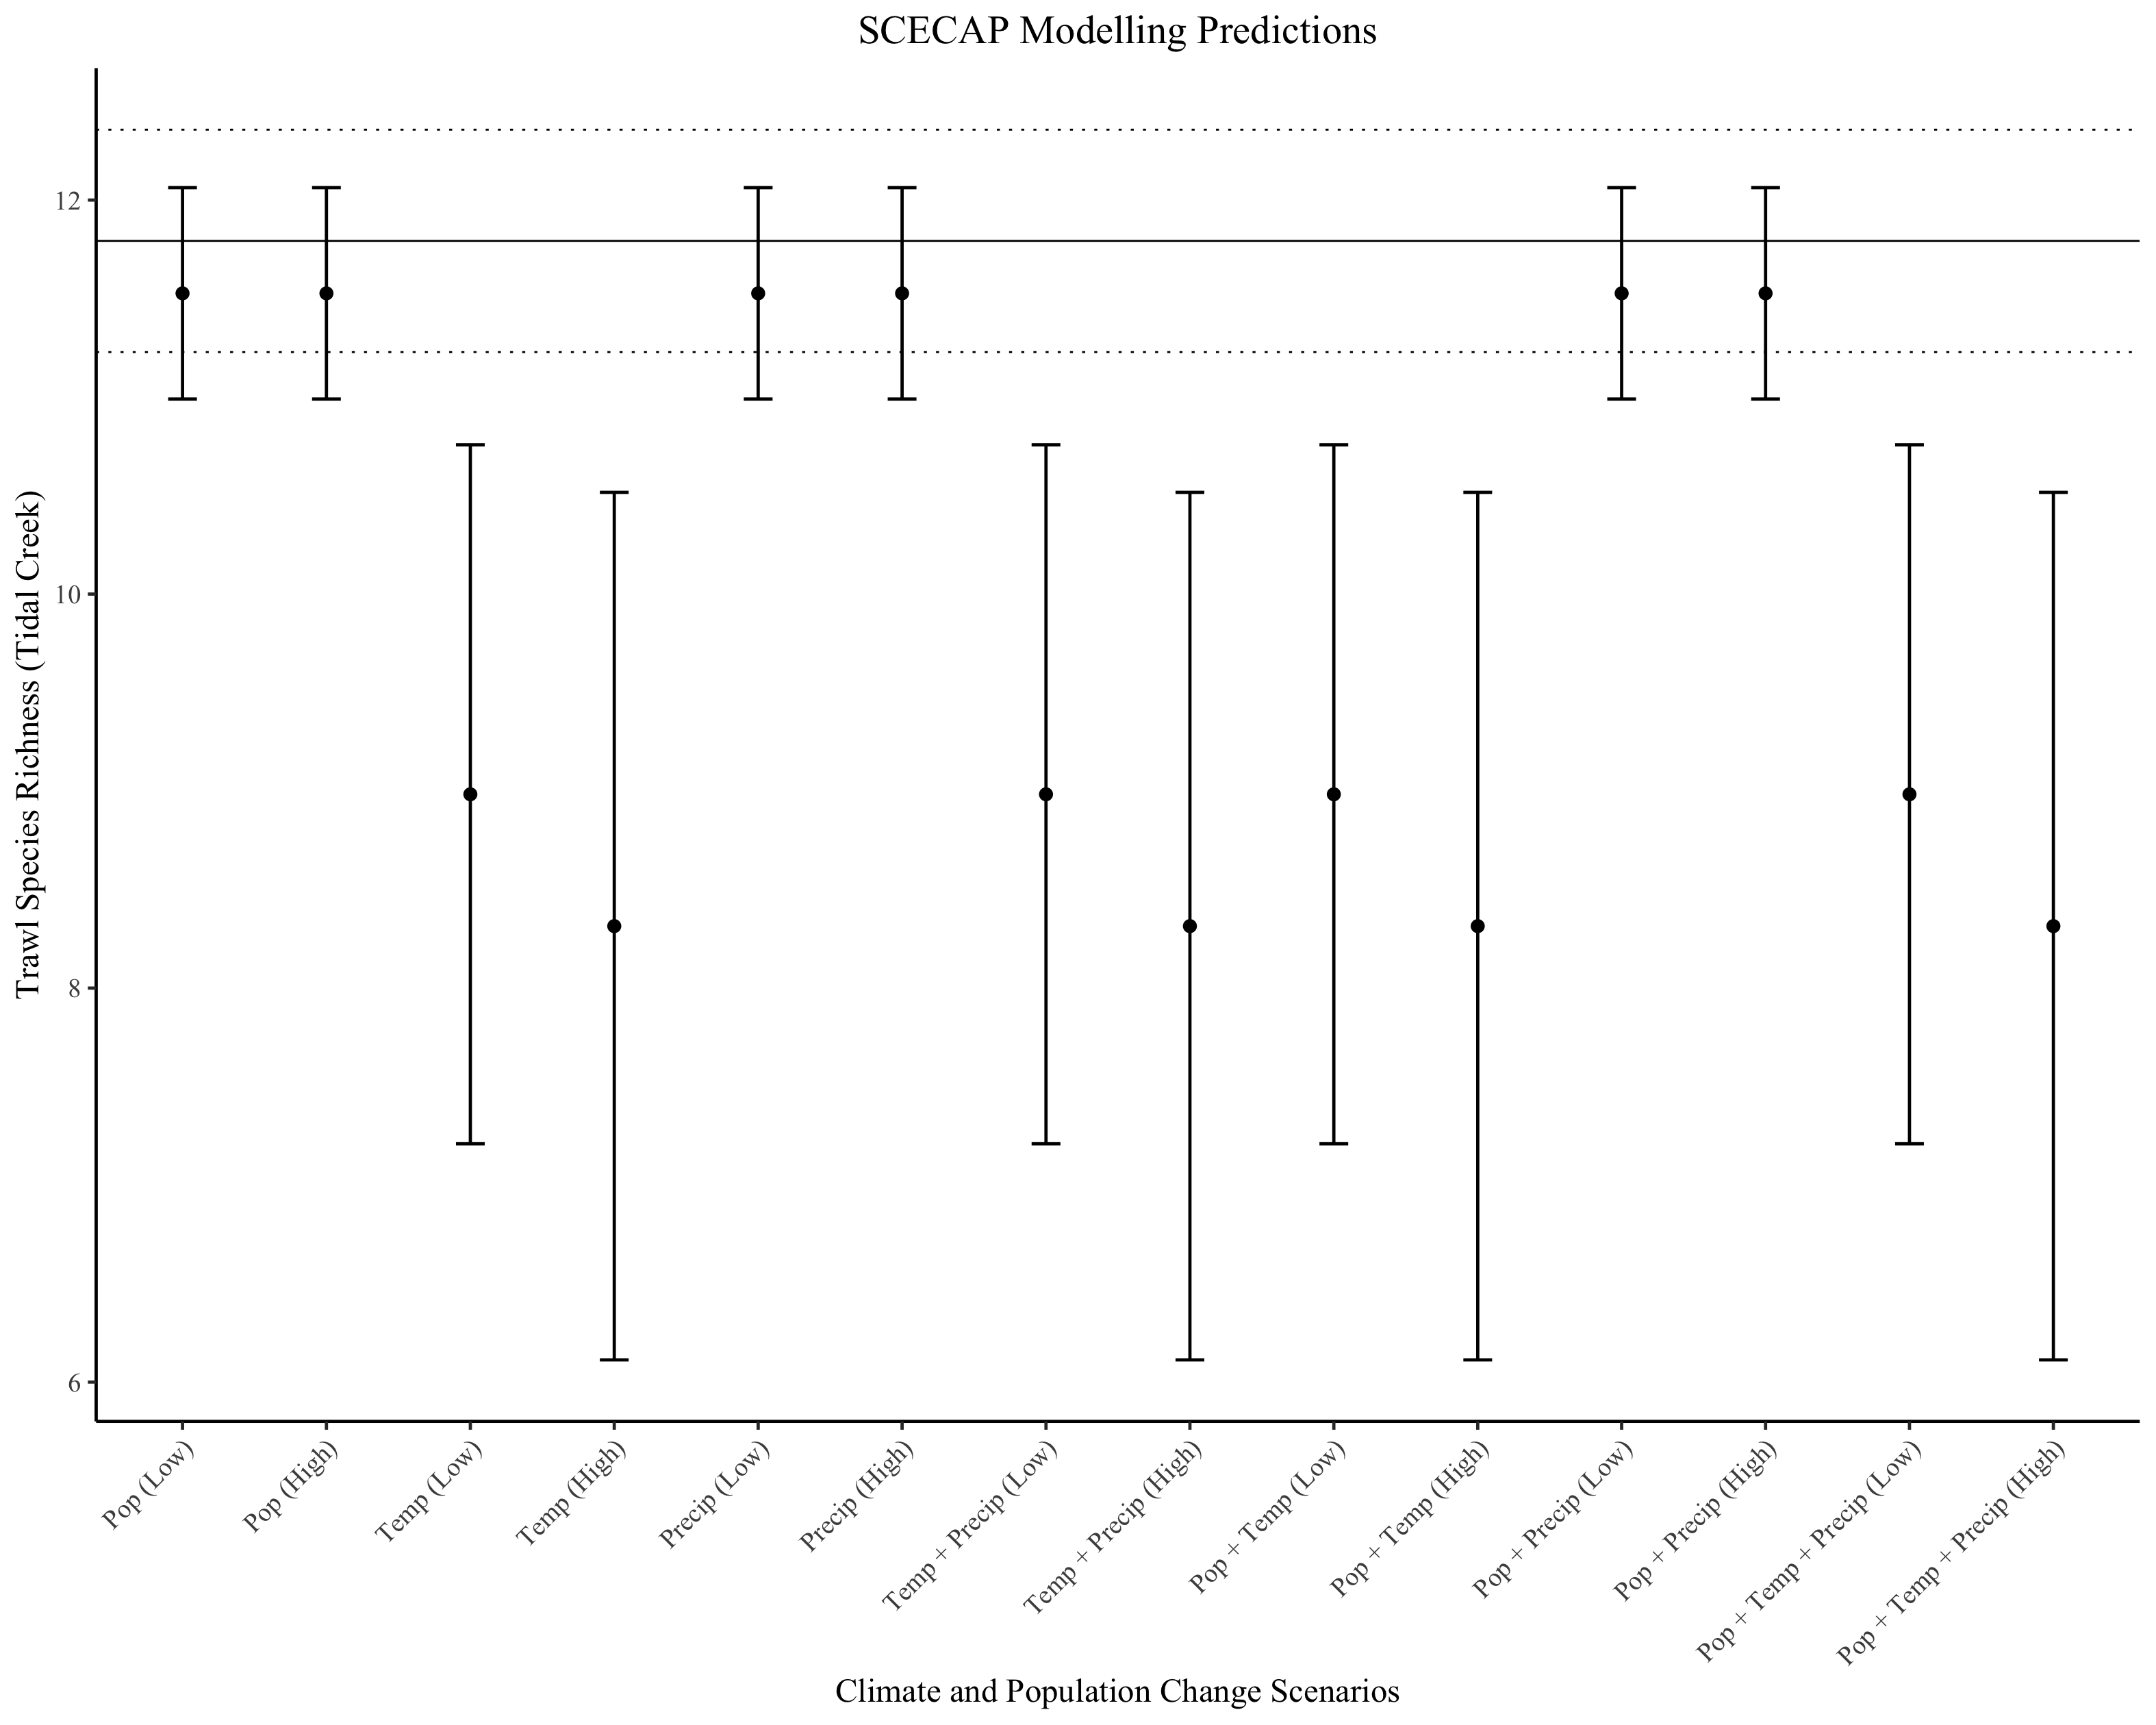 SCECAP Modelling Predictions
12
10
8
6
Trawl Species Richness (Tidal Creek)
Pop (Low)
Pop (High)
Temp (Low)
Temp (High)
Precip (Low)
Precip (High)
Temp + Precip (Low)
Temp + Precip (High)
Pop + Temp (Low)
Pop + Temp (High)
Pop + Precip (Low)
Pop + Precip (High)
Pop + Temp + Precip (Low)
Pop + Temp + Precip (High)
Climate and Population Change Scenarios